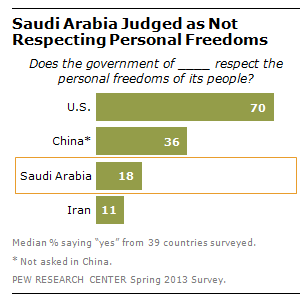 Saudi Arabia Judged as Not
Respecting Personal Freedoms
Does the government of ____ respect the
personal freedoms of its people?
U.S. 70
China* 36
Saudi Arabia 18
Iran 11
Median % saying “yes” from 39 countries surveyed.
* Not asked in China.
PEW RESEARCH CENTER Spring 2013 Survey.